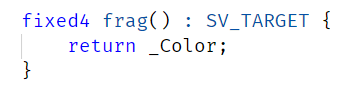 fixed4 frag() : SV_TARGET {
    return _Color;
}